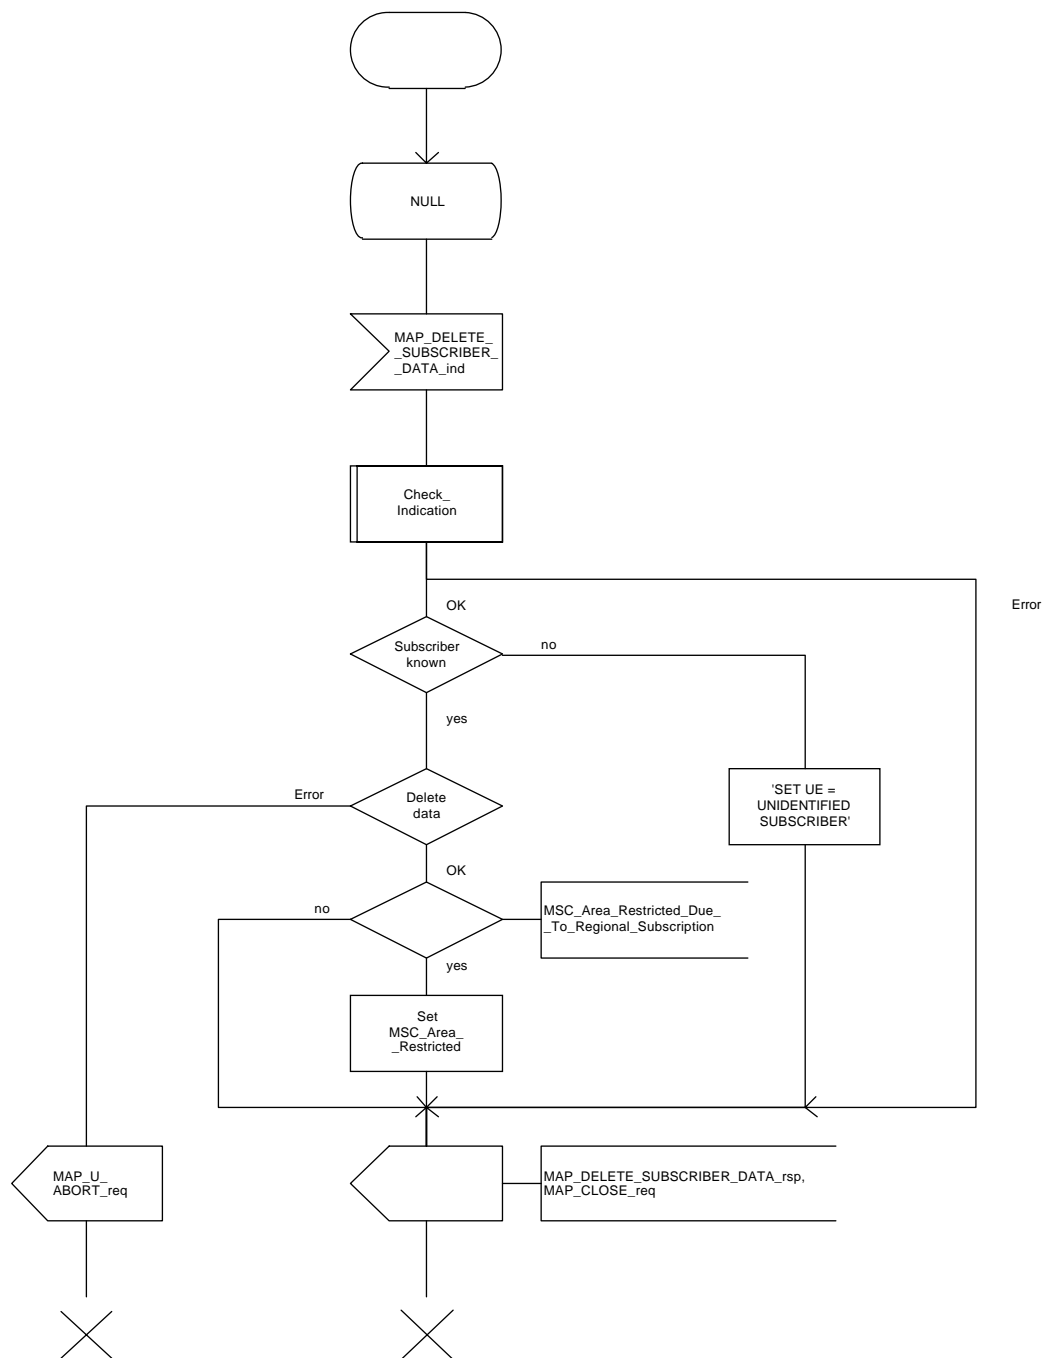 NULL
MAP_DELETE_
_SUBSCRIBER_
_DATA_ind
Check_
Indication
OK
Error
Subscriber
known
no
yes
Error
Delete
data
'SET UE =
UNIDENTIFIED
SUBSCRIBER'
OK
no
MSC_Area_Restricted_Due_
_To_Regional_Subscription
yes
Set
MSC_Area_
_Restricted
MAP_U_
ABORT_req
MAP_DELETE_SUBSCRIBER_DATA_rsp,
MAP_CLOSE_req